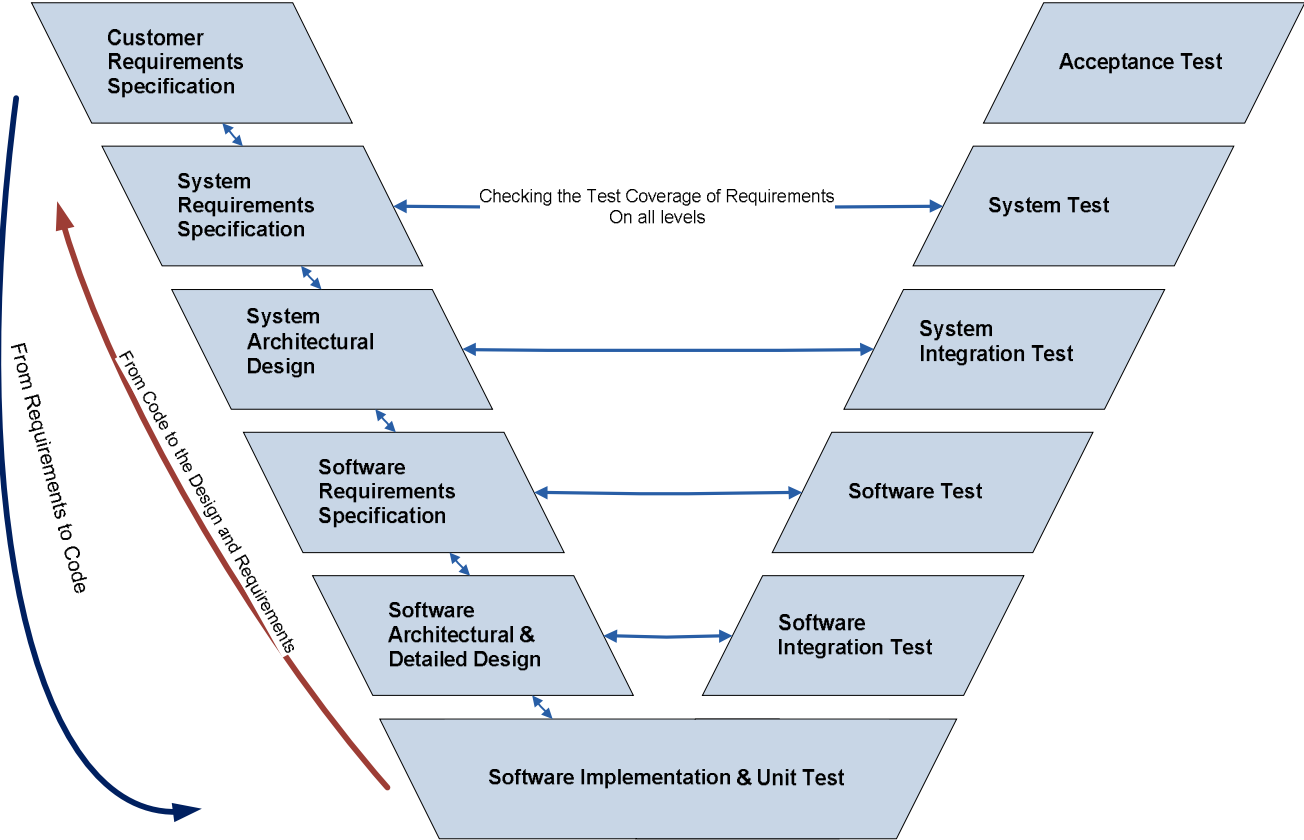 Customer
Requirements
Specification
Acceptance Test
System
Requirements
Specification
Checking the Test Coverage of Requirements
On all levels
System Test
System
Architectural
Design
System
Integration Test
From Requirements to Code
From Code to the Design and Requirements
Software
Requirements
Specification
Software Test
Software
Architectural &
Detailed Design
Software
Integration Test
Software Implementation & Unit Test